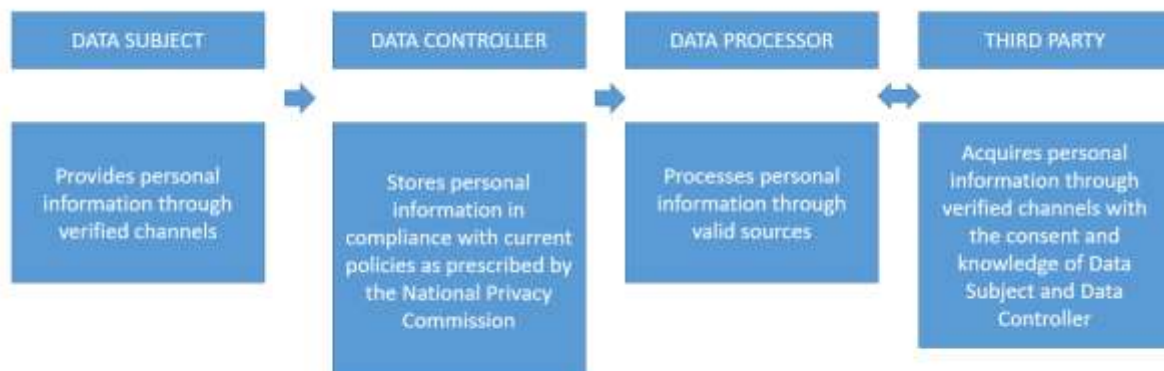 DATA SUBJECT
DATA CONTROLLER
DATA PROCESSOR
THIRD PARTY
Provides personal
information through
verified channels
Stores personal
information in
compliance with current
policies as prescribed by
the National Privacy
Commission
Processes personal
information through
valid sources
Acquires personal
information through
verified channels with
the consent and
knowledge of Data
Subject and Data
Controller